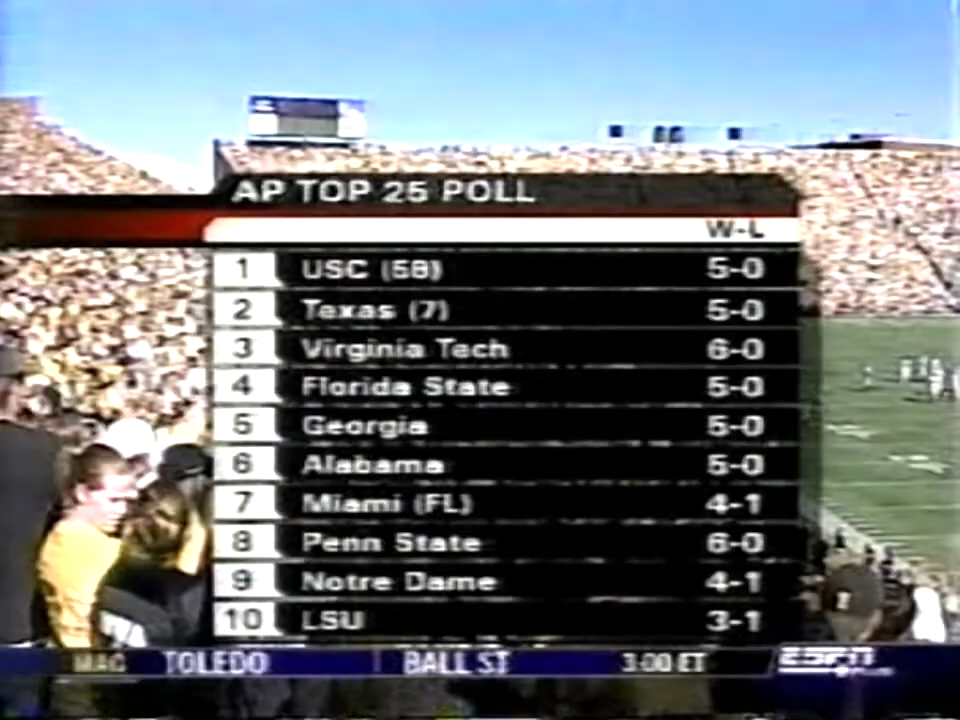 AP TOP 25 POLL
W-L
1 USC (58) 5-0
2 Texas (7) 5-0
3 Virginia Tech 6-0
4 Florida State 5-0
5 Georgia 5-0
6 Alabama 5-0
7 Miami (FL) 4-1
8 Penn State 6-0
9 Notre Dame 4-1
10 LSU 3-1
MAC TOLEDO BALL ST 3:00 ET ESPN